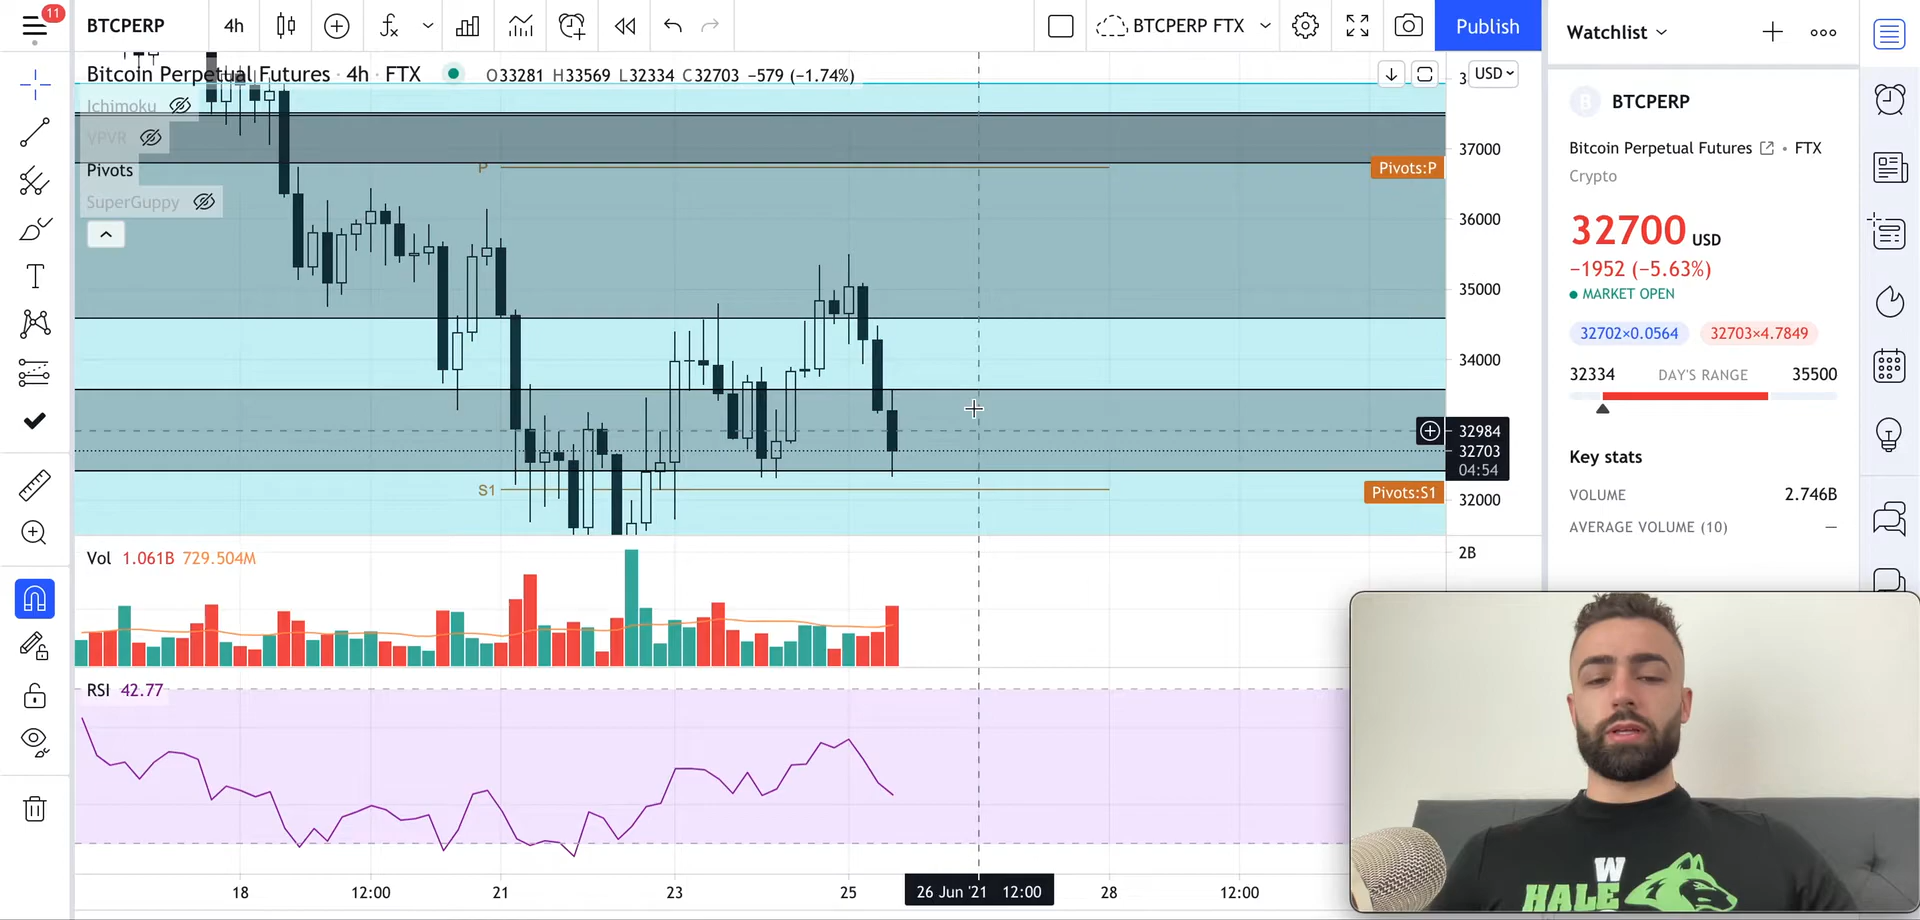 11
BTCPERP 4h BTCPERP FTX Publish
Watchlist
Bitcoin Perpetual Futures · 4h · FTX O33281 H33569 L32334 C32703 −579 (−1.74%) USD
Ichimoku
VPVR
Pivots
SuperGuppy
P
Pivots:P
S1
Pivots:S1
37000
36000
35000
34000
32984
32703
04:54
32000
2B
Vol 1.061B 729.504M
RSI 42.77
18 12:00 21 23 25 26 Jun '21 12:00 28 12:00
B BTCPERP
Bitcoin Perpetual Futures • FTX
Crypto
32700 USD
−1952 (−5.63%)
MARKET OPEN
32702×0.0564 32703×4.7849
32334 DAY'S RANGE 35500
Key stats
VOLUME 2.746B
AVERAGE VOLUME (10) —
W
HALE